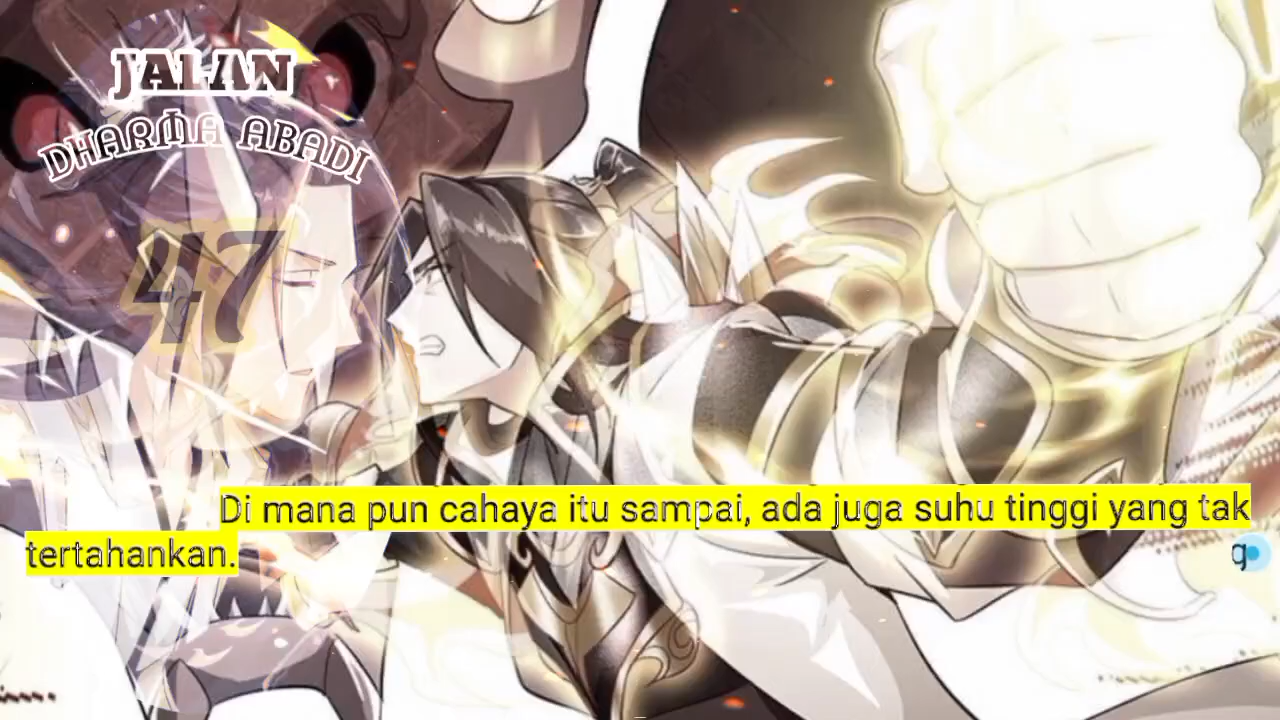 JALAN
DHARMA ABADI
47
Di mana pun cahaya itu sampai, ada juga suhu tinggi yang tak
tertahankan.
g